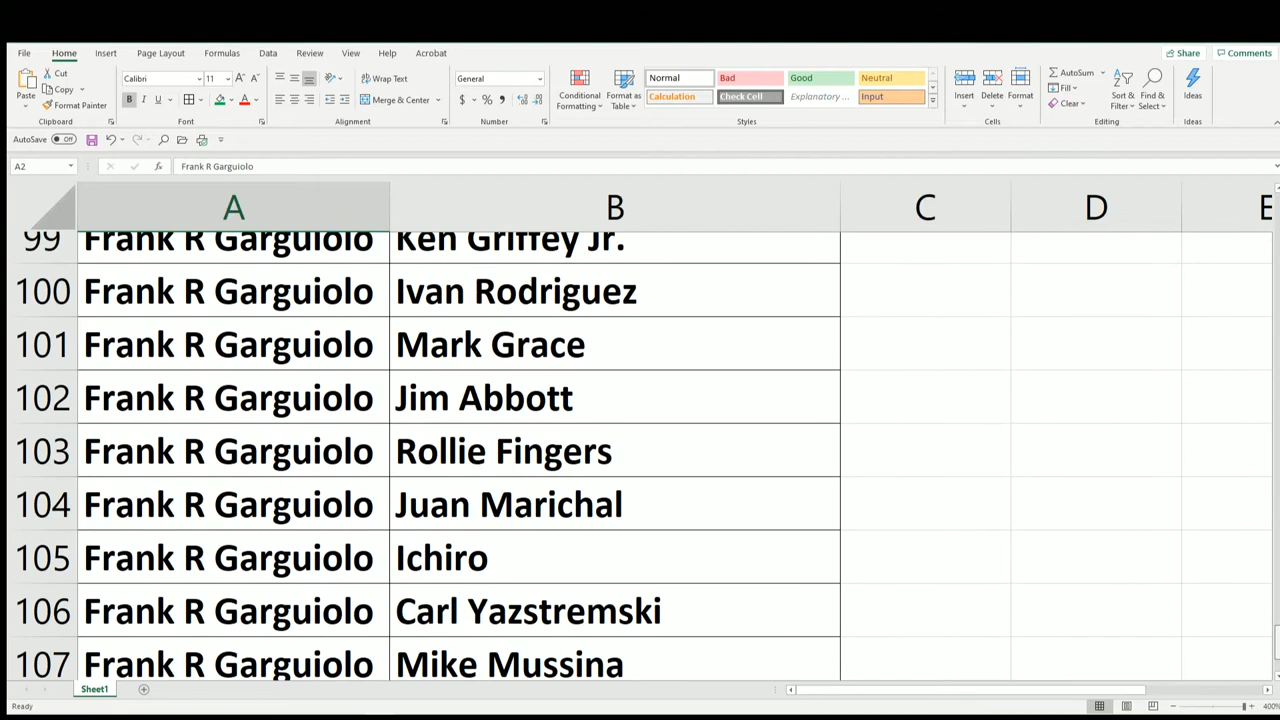 File Home Insert Page Layout Formulas Data Review View Help Acrobat Share Comments
Paste Cut Copy Format Painter Clipboard
Calibri 11 A A B I U A Font
Wrap Text Merge & Center Alignment
General $ % , Number
Conditional Formatting Format as Table
Normal Bad Good Neutral
Calculation Check Cell Explanatory ... Input
Styles
Insert Delete Format Cells
AutoSum Fill Clear Sort & Filter Find & Select Editing
Ideas Ideas
AutoSave Off
A2 fx Frank R Garguiolo
A B C D E
99 Frank R Garguiolo Ken Griffey Jr.
100 Frank R Garguiolo Ivan Rodriguez
101 Frank R Garguiolo Mark Grace
102 Frank R Garguiolo Jim Abbott
103 Frank R Garguiolo Rollie Fingers
104 Frank R Garguiolo Juan Marichal
105 Frank R Garguiolo Ichiro
106 Frank R Garguiolo Carl Yazstremski
107 Frank R Garguiolo Mike Mussina
Sheet1
Ready 400%